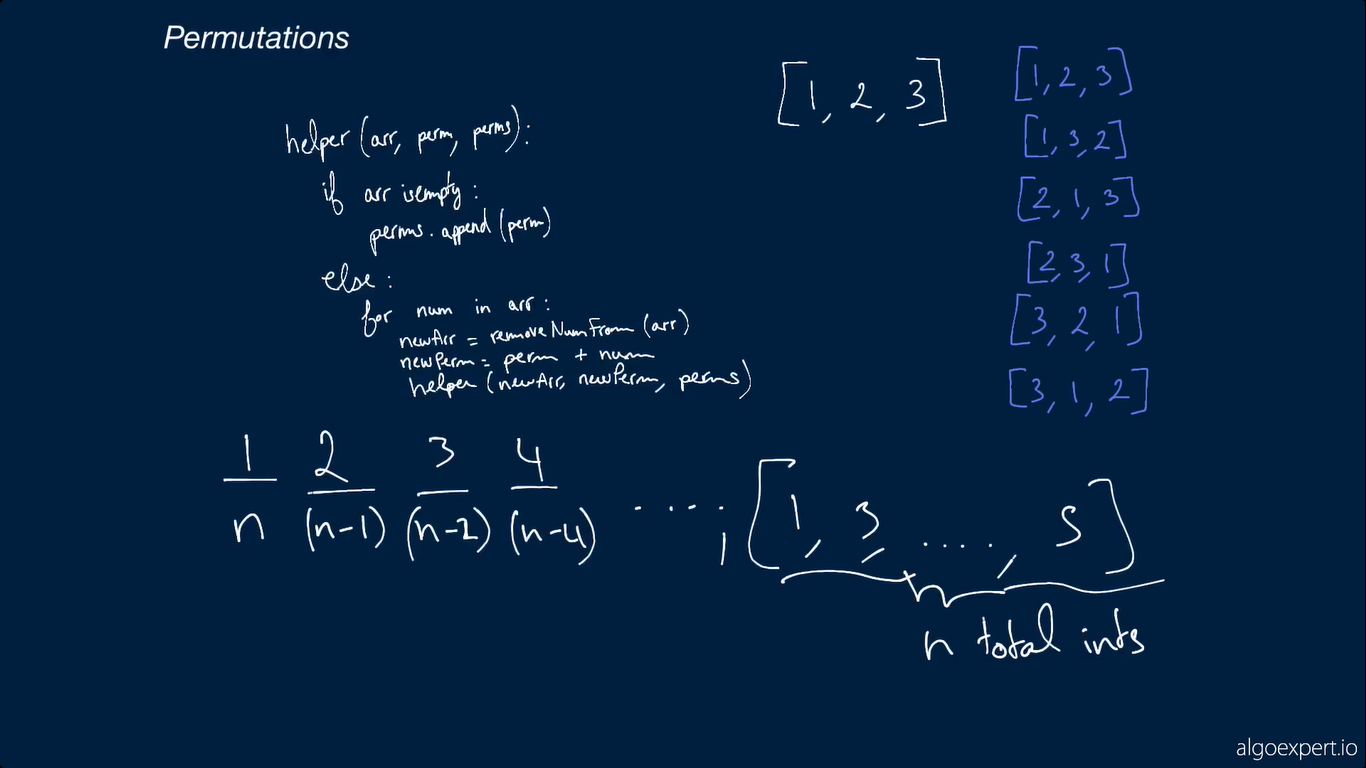 Permutations
helper (arr, perm, perms):
if arr isempty:
perms.append(perm)
else:
for num in arr:
newArr = removeNumFrom (arr)
newPerm = perm + num
helper (newArr, newPerm, perms)
[1, 2, 3]
[1, 2, 3]
[1, 3, 2]
[2, 1, 3]
[2, 3, 1]
[3, 2, 1]
[3, 1, 2]
1 2 3 4
n (n-1) (n-2) (n-4) .... 1
[1, 3, ...., 5]
n total ints
algoexpert.io